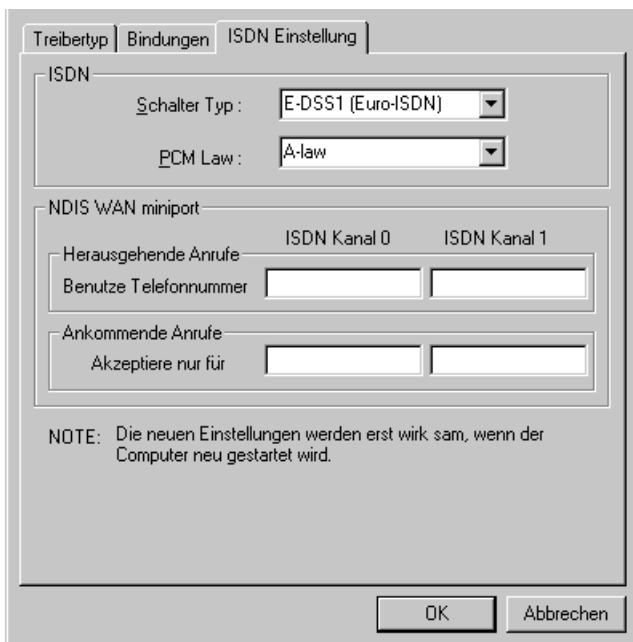 Treibertyp Bindungen ISDN Einstellung
ISDN
Schalter Typ : E-DSS1 (Euro-ISDN)
PCM Law : A-law
NDIS WAN miniport
ISDN Kanal 0 ISDN Kanal 1
Herausgehende Anrufe
Benutze Telefonnummer
Ankommende Anrufe
Akzeptiere nur für
NOTE: Die neuen Einstellungen werden erst wirk sam, wenn der
Computer neu gestartet wird.
OK Abbrechen